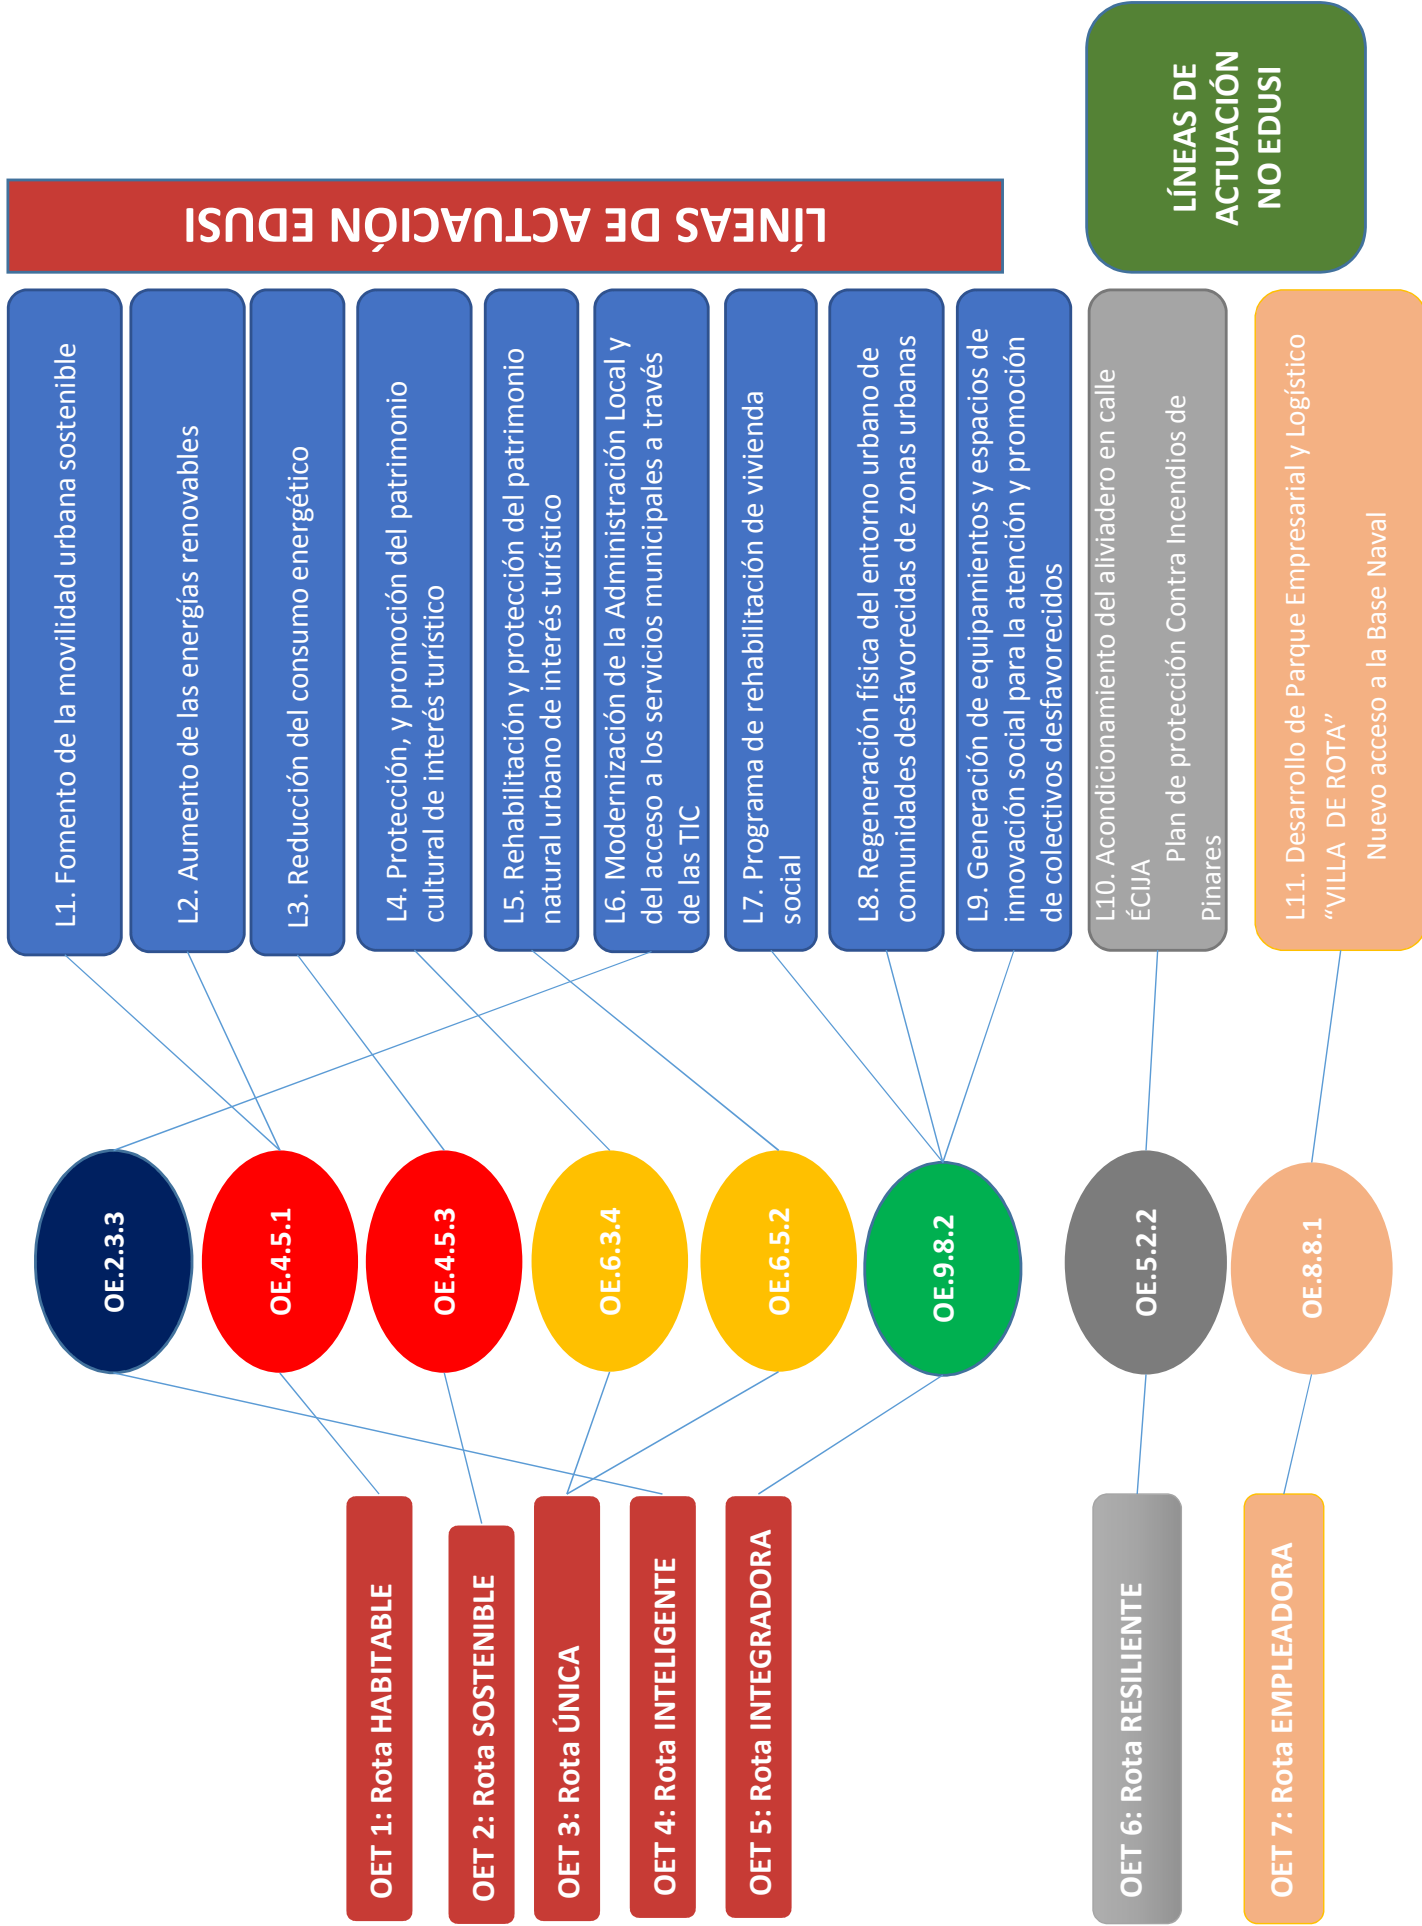 OET 1: Rota HABITABLE
OET 2: Rota SOSTENIBLE
OET 3: Rota ÚNICA
OET 4: Rota INTELIGENTE
OET 5: Rota INTEGRADORA
OET 6: Rota RESILIENTE
OET 7: Rota EMPLEADORA
OE.2.3.3
OE.4.5.1
OE.4.5.3
OE.6.3.4
OE.6.5.2
OE.9.8.2
OE.5.2.2
OE.8.8.1
L1. Fomento de la movilidad urbana sostenible
L2. Aumento de las energías renovables
L3. Reducción del consumo energético
L4. Protección, y promoción del patrimonio
cultural de interés turístico
L5. Rehabilitación y protección del patrimonio
natural urbano de interés turístico
L6. Modernización de la Administración Local y
del acceso a los servicios municipales a través
de las TIC
L7. Programa de rehabilitación de vivienda
social
L8. Regeneración física del entorno urbano de
comunidades desfavorecidas de zonas urbanas
L9. Generación de equipamientos y espacios de
innovación social para la atención y promoción
de colectivos desfavorecidos
L10. Acondicionamiento del aliviadero en calle
ÉCIJA
Plan de protección Contra Incendios de
Pinares
L11. Desarrollo de Parque Empresarial y Logístico
“VILLA DE ROTA”
Nuevo acceso a la Base Naval
LÍNEAS DE ACTUACIÓN EDUSI
LÍNEAS DE
ACTUACIÓN
NO EDUSI